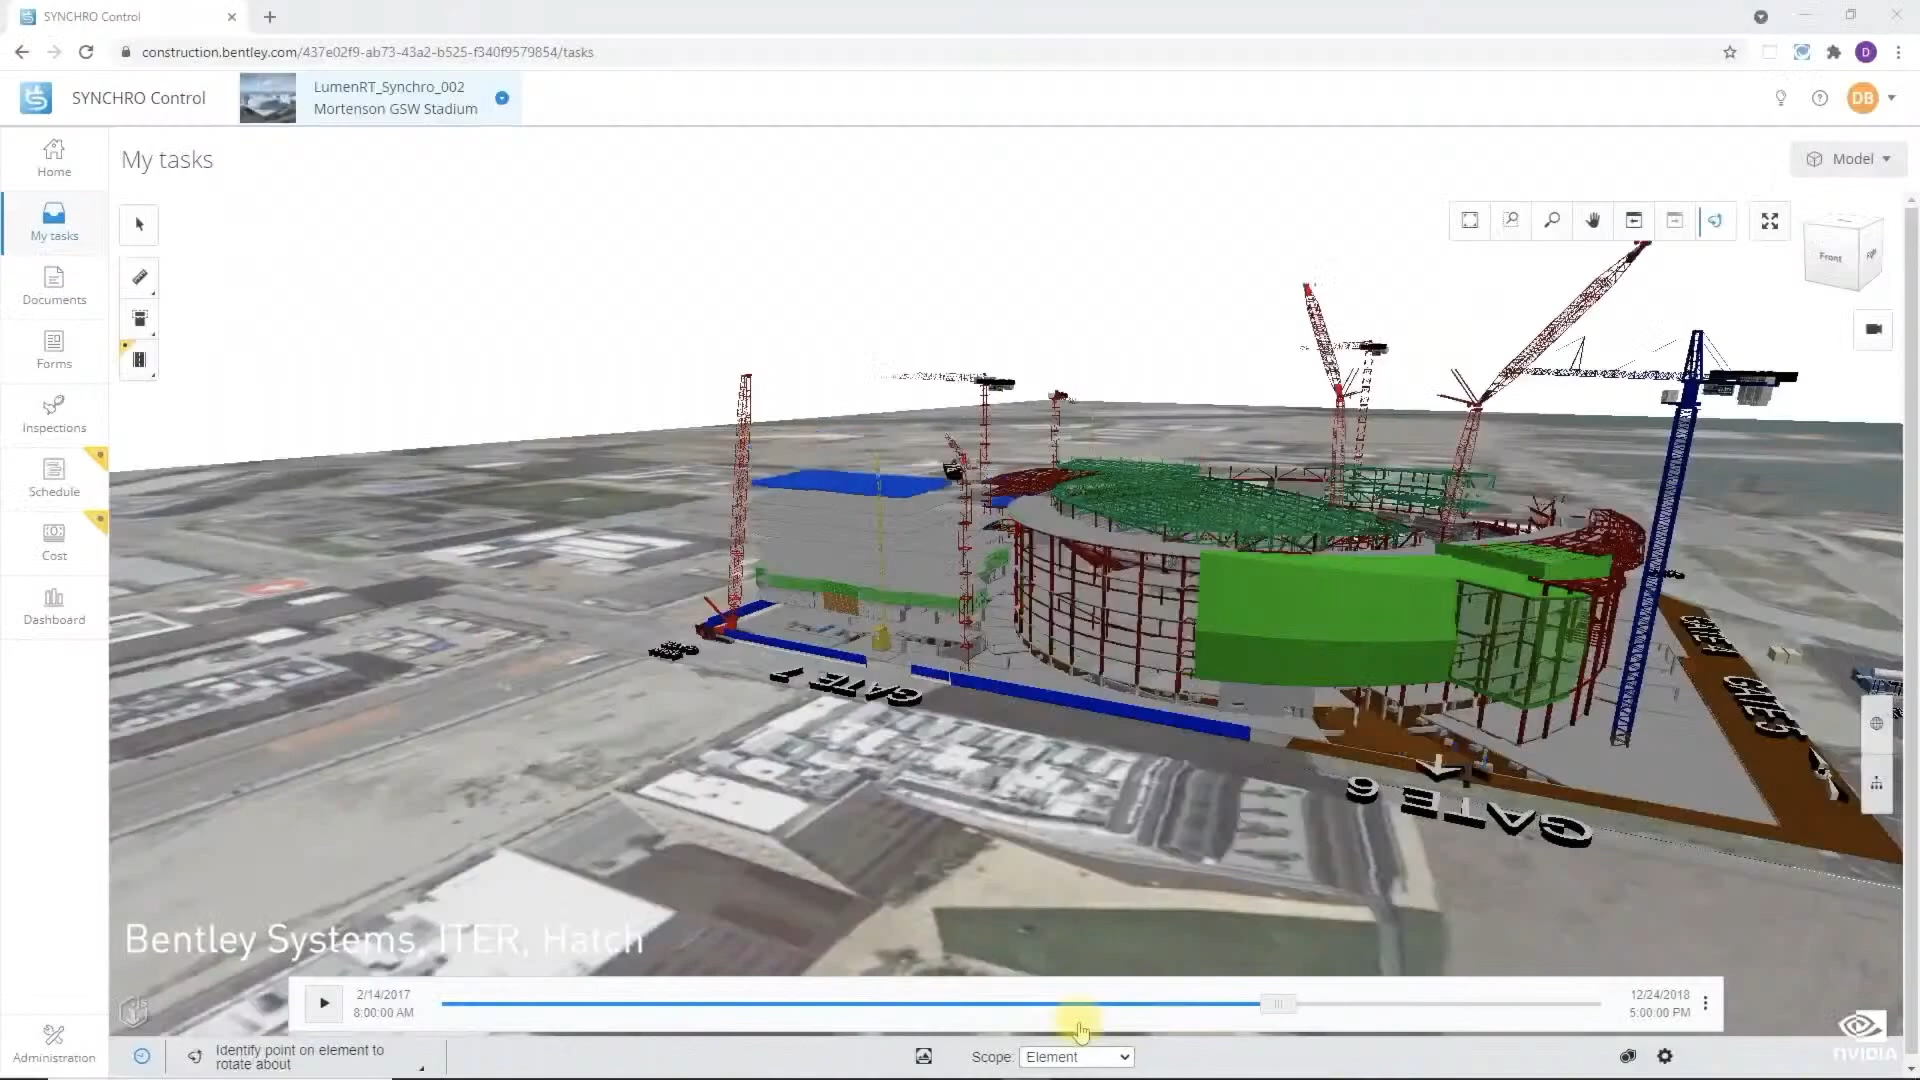 SYNCHRO Control
construction.bentley.com/437e02f9-ab73-43a2-b525-f340f9579854/tasks
D
SYNCHRO Control
LumenRT_Synchro_002
Mortenson GSW Stadium
DB
Home
My tasks
Documents
Forms
Inspections
Schedule
Cost
Dashboard
Administration
My tasks
Model
Front
GATE 7
GATE 6
Bentley Systems, ITER, Hatch
2/14/2017
8:00:00 AM
12/24/2018
5:00:00 PM
Identify point on element to
rotate about
Scope: Element
NVIDIA